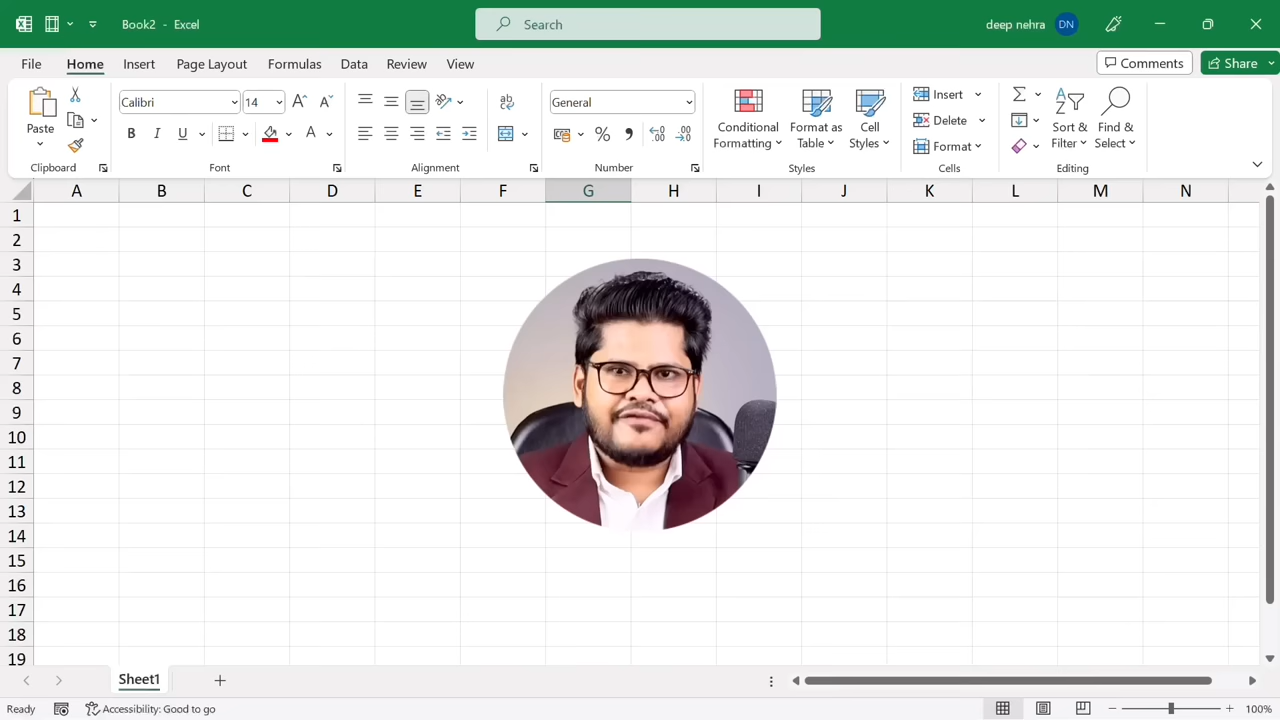 Book2 - Excel
Search
deep nehra DN
File Home Insert Page Layout Formulas Data Review View
Comments Share
Paste
Clipboard
Calibri 14
B I U A
Font
Alignment
General
Number
Conditional Formatting
Format as Table
Cell Styles
Styles
Insert
Delete
Format
Cells
Sort & Filter
Find & Select
Editing
A B C D E F G H I J K L M N
1
2
3
4
5
6
7
8
9
10
11
12
13
14
15
16
17
18
19
Sheet1
Ready Accessibility: Good to go 100%